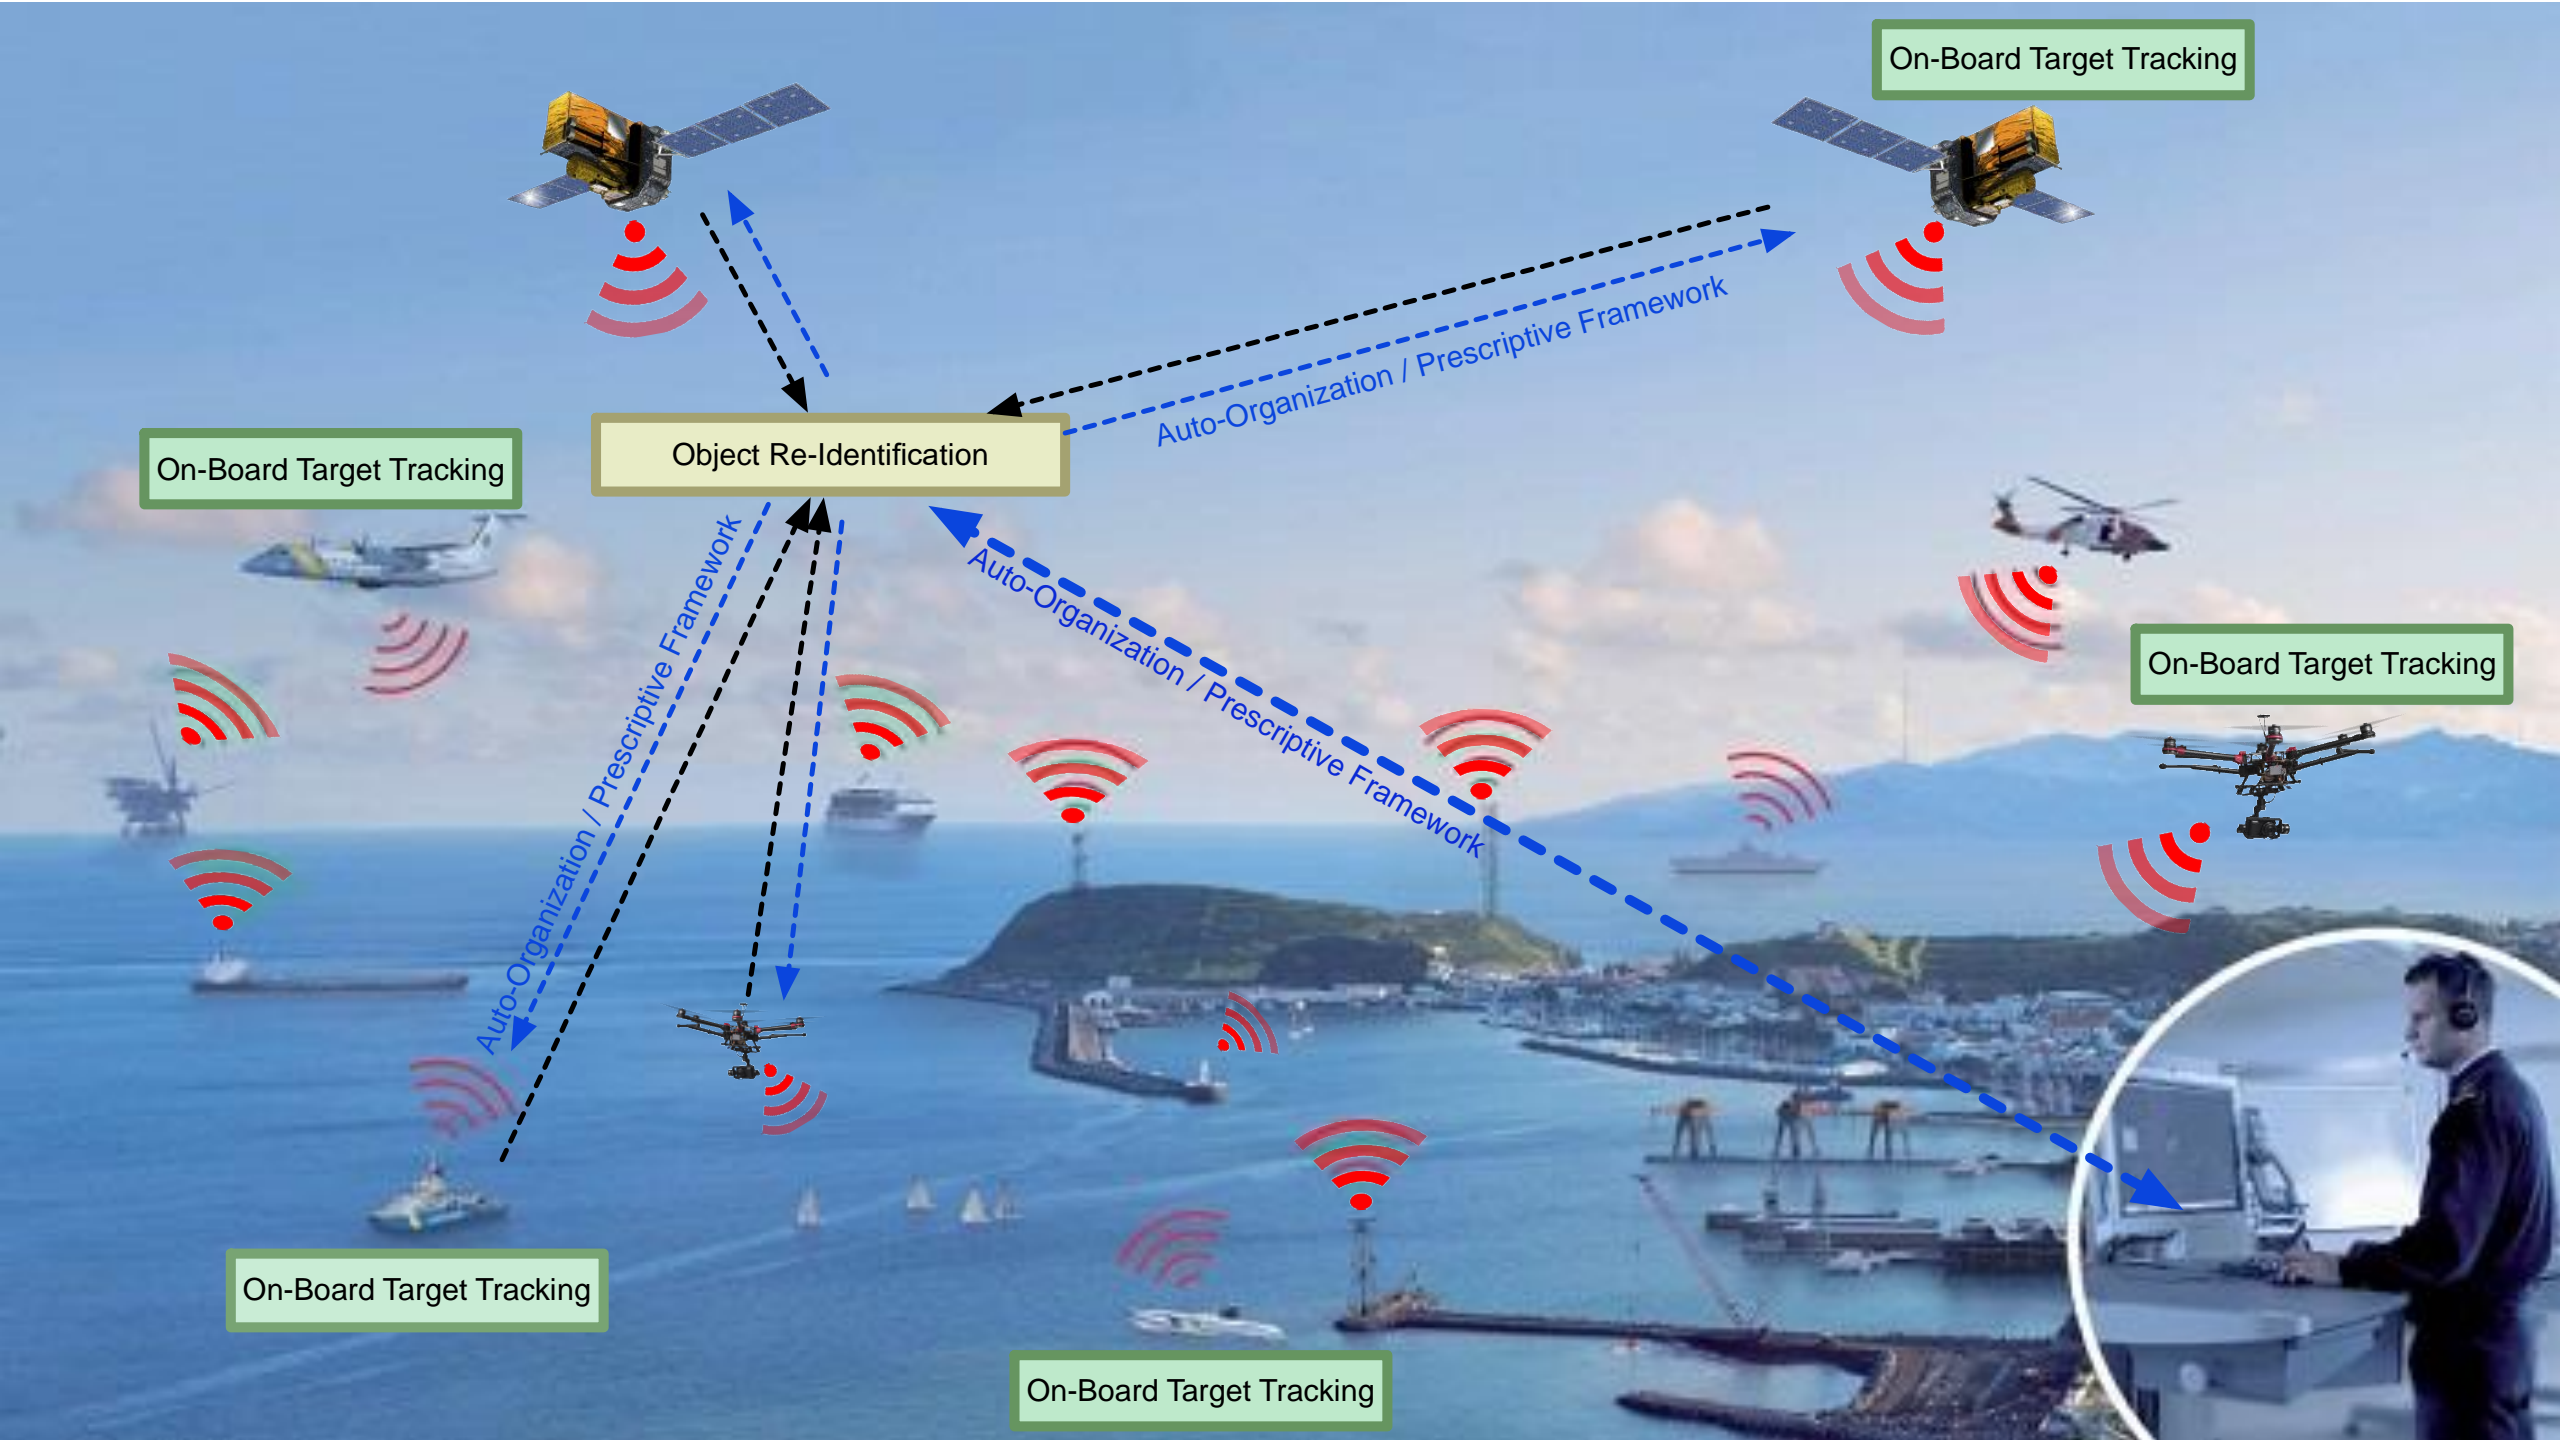 On-Board Target Tracking
Auto-Organization / Prescriptive Framework
On-Board Target Tracking
Object Re-Identification
Auto-Organization / Prescriptive Framework
Auto-Organization / Prescriptive Framework
On-Board Target Tracking
On-Board Target Tracking
On-Board Target Tracking